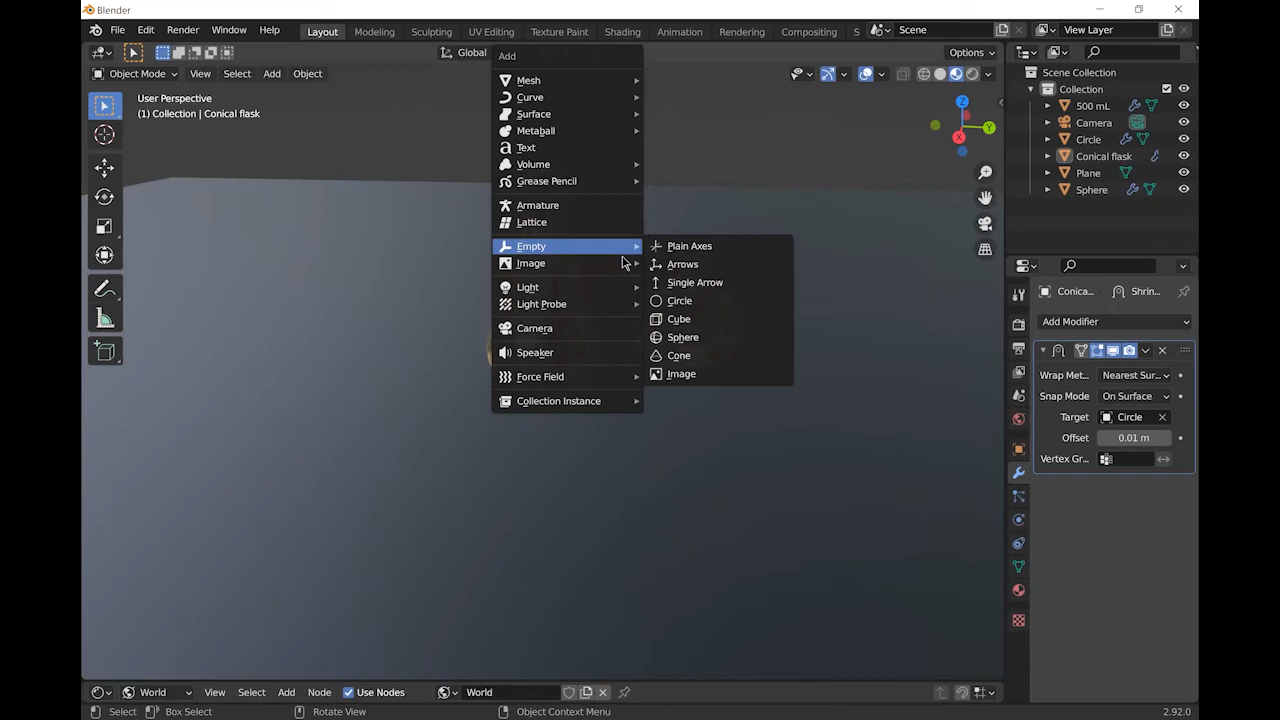 Blender
File Edit Render Window Help Layout Modeling Sculpting UV Editing Texture Paint Shading Animation Rendering Compositing S Scene View Layer
Global Options
Object Mode View Select Add Object
User Perspective
(1) Collection | Conical flask
Add
Mesh
Curve
Surface
Metaball
Text
Volume
Grease Pencil
Armature
Lattice
Empty
Image
Light
Light Probe
Camera
Speaker
Force Field
Collection Instance
Plain Axes
Arrows
Single Arrow
Circle
Cube
Sphere
Cone
Image
Z
Y
X
Scene Collection
Collection
500 mL
Camera
Circle
Conical flask
Plane
Sphere
Conica... Shrin...
Add Modifier
Wrap Met... Nearest Sur...
Snap Mode On Surface
Target Circle
Offset 0.01 m
Vertex Gr...
World View Select Add Node Use Nodes World
Select Box Select Rotate View Object Context Menu 2.92.0